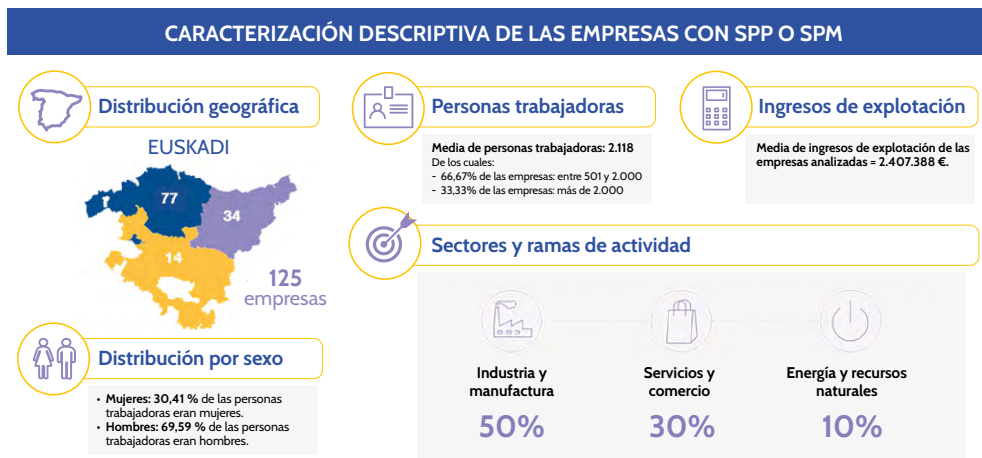 CARACTERIZACIÓN DESCRIPTIVA DE LAS EMPRESAS CON SPP O SPM
Distribución geográfica
EUSKADI
77
34
14
125
empresas
Distribución por sexo
• Mujeres: 30,41 % de las personas
trabajadoras eran mujeres.
• Hombres: 69,59 % de las personas
trabajadoras eran hombres.
Personas trabajadoras
Media de personas trabajadoras: 2.118
De los cuales:
- 66,67% de las empresas: entre 501 y 2.000
- 33,33% de las empresas: más de 2.000
Ingresos de explotación
Media de ingresos de explotación de las
empresas analizadas = 2.407.388 €.
Sectores y ramas de actividad
Industria y
manufactura
50%
Servicios y
comercio
30%
Energía y recursos
naturales
10%